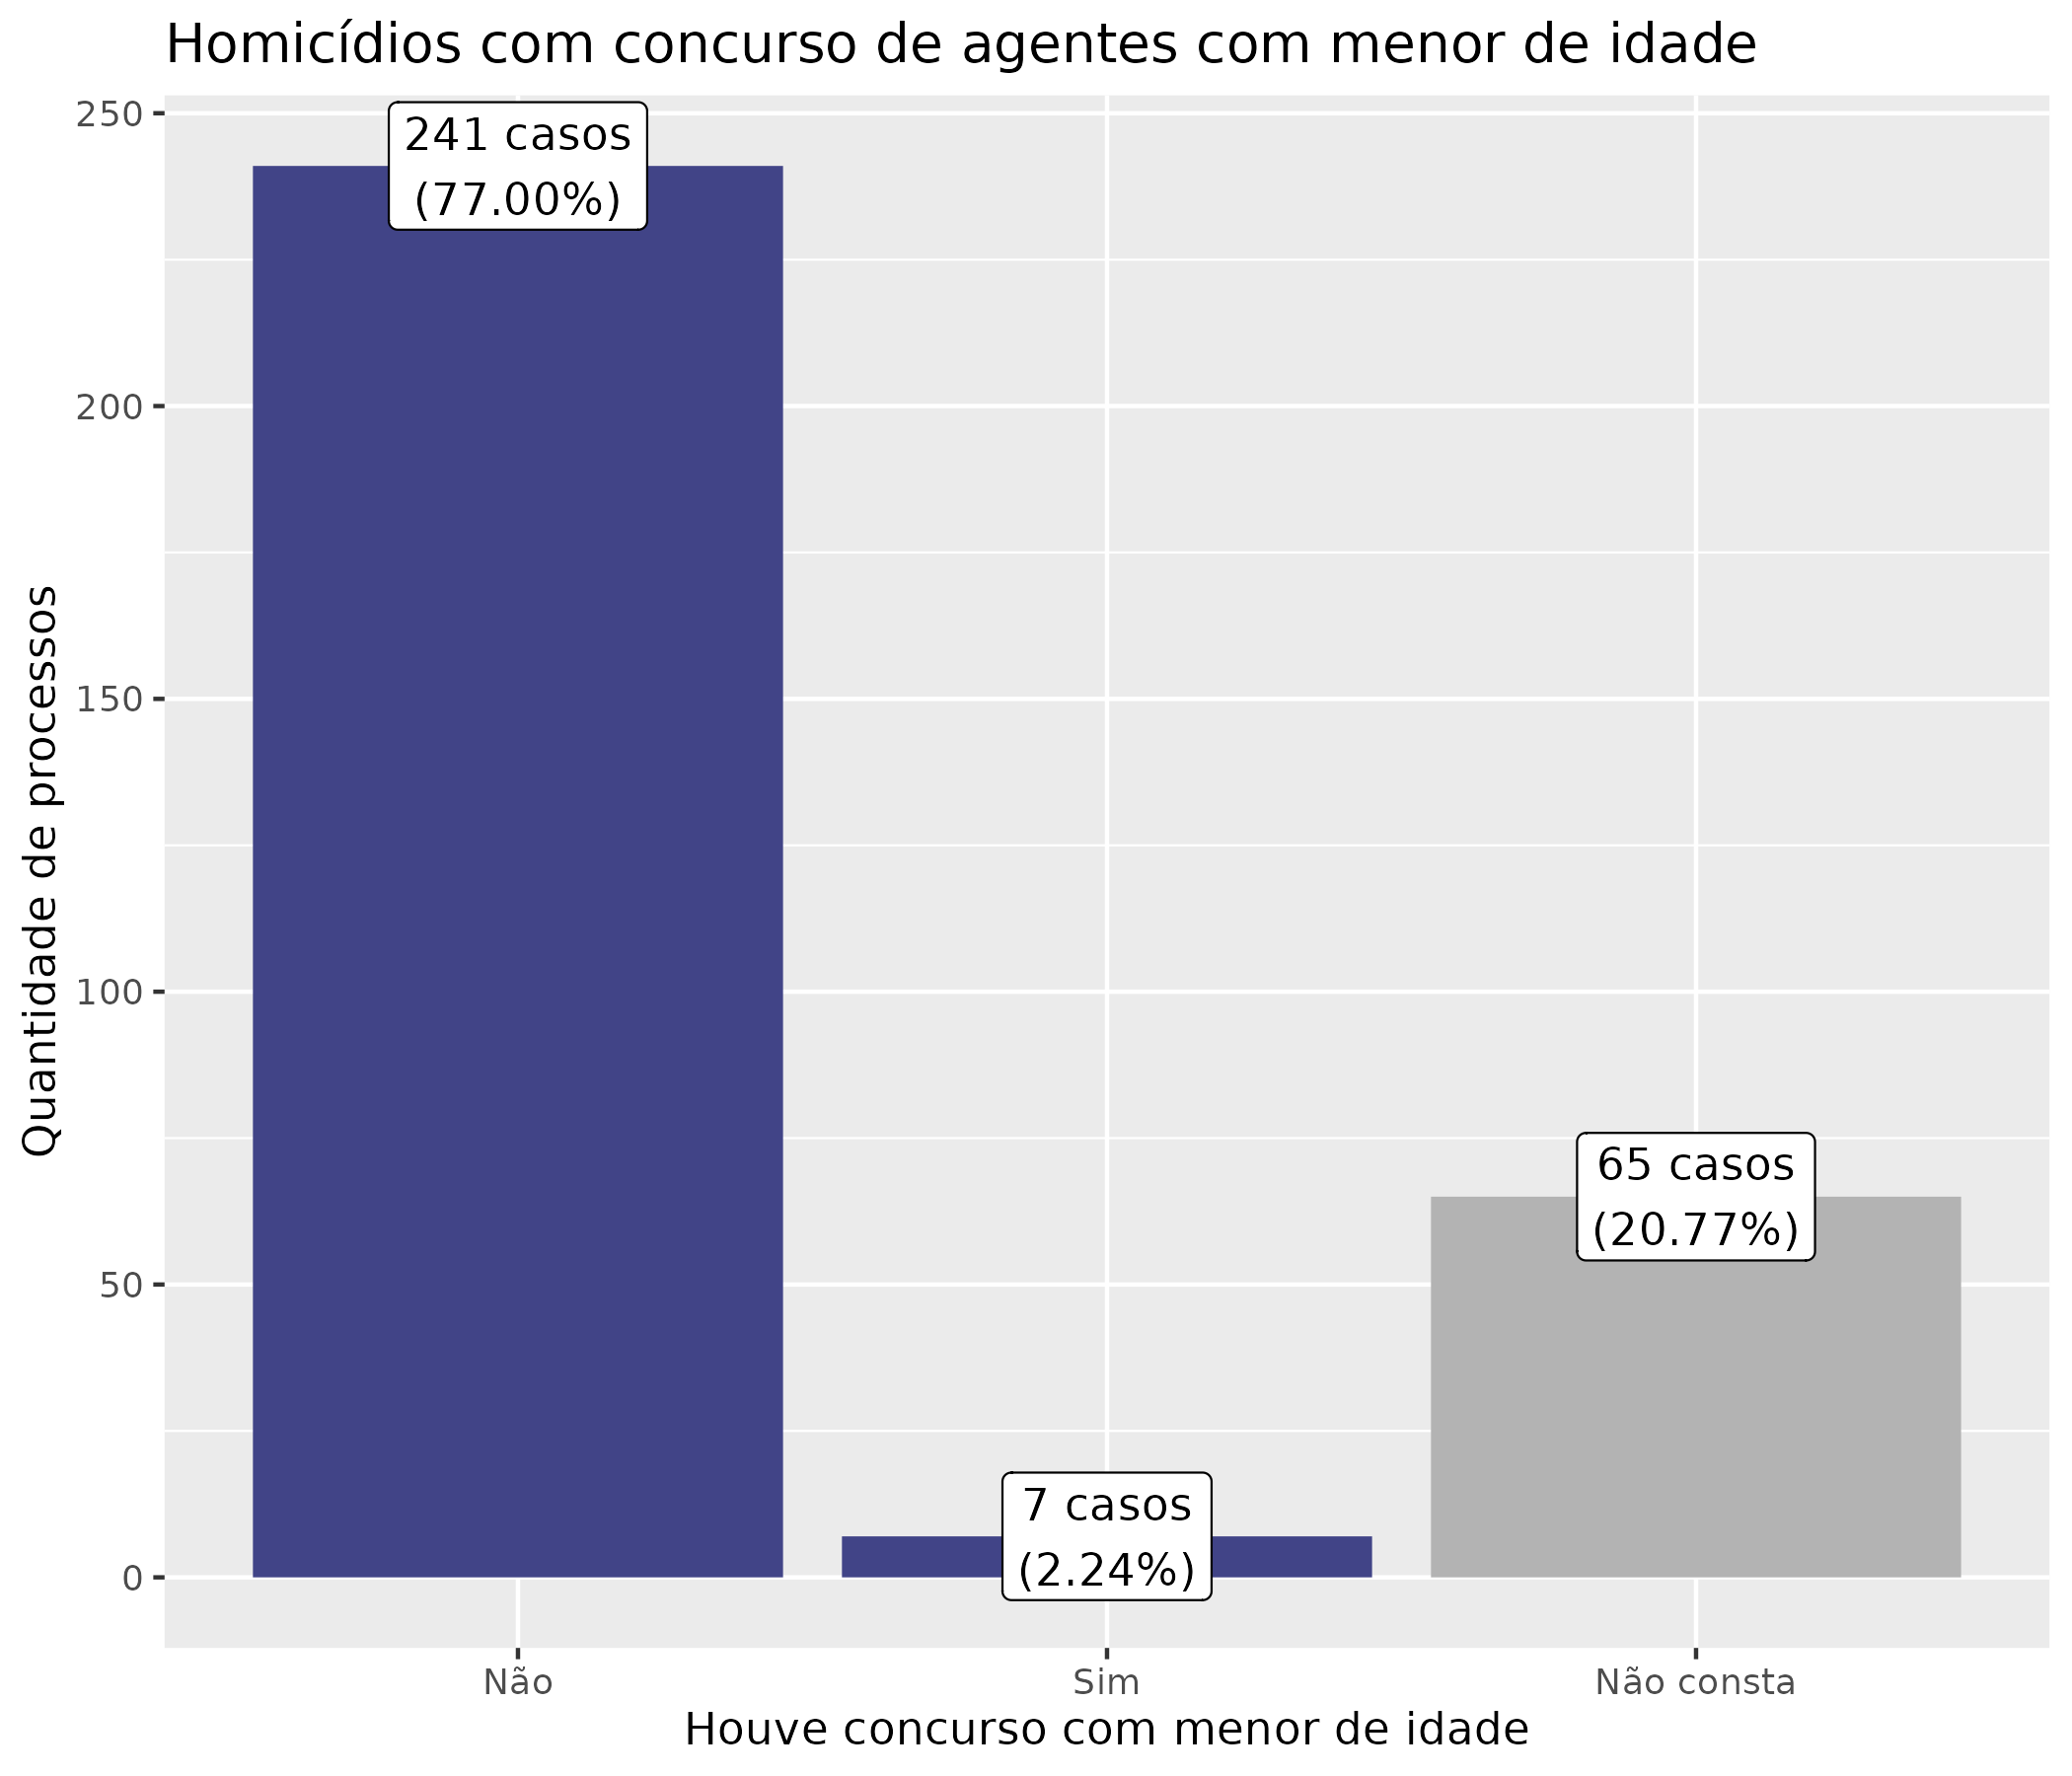 Homicídios com concurso de agentes com menor de idade
Quantidade de processos
250
200
150
100
50
0
241 casos
(77.00%)
7 casos
(2.24%)
65 casos
(20.77%)
Não
Sim
Não consta
Houve concurso com menor de idade